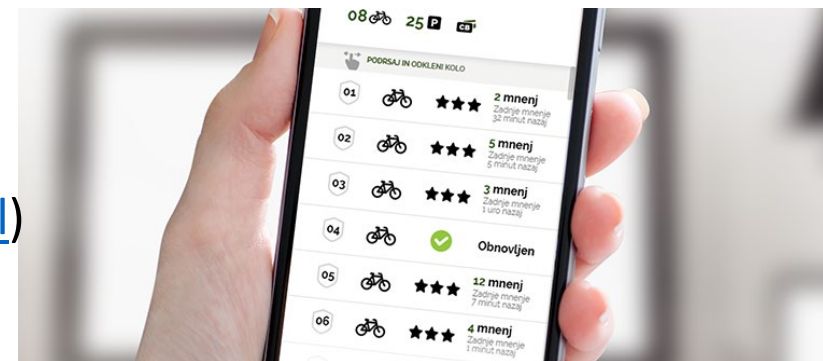 08 25 P CB
PODRSAJ IN ODKLENI KOLO
01 2 mnenj
Zadnje mnenje
32 minut nazaj
02 5 mnenj
Zadnje mnenje
5 minut nazaj
03 3 mnenj
Zadnje mnenje
1 uro nazaj
04 Obnovljen
05 12 mnenj
Zadnje mnenje
7 minut nazaj
06 4 mnenj
Zadnje mnenje
1 minut nazaj
l)